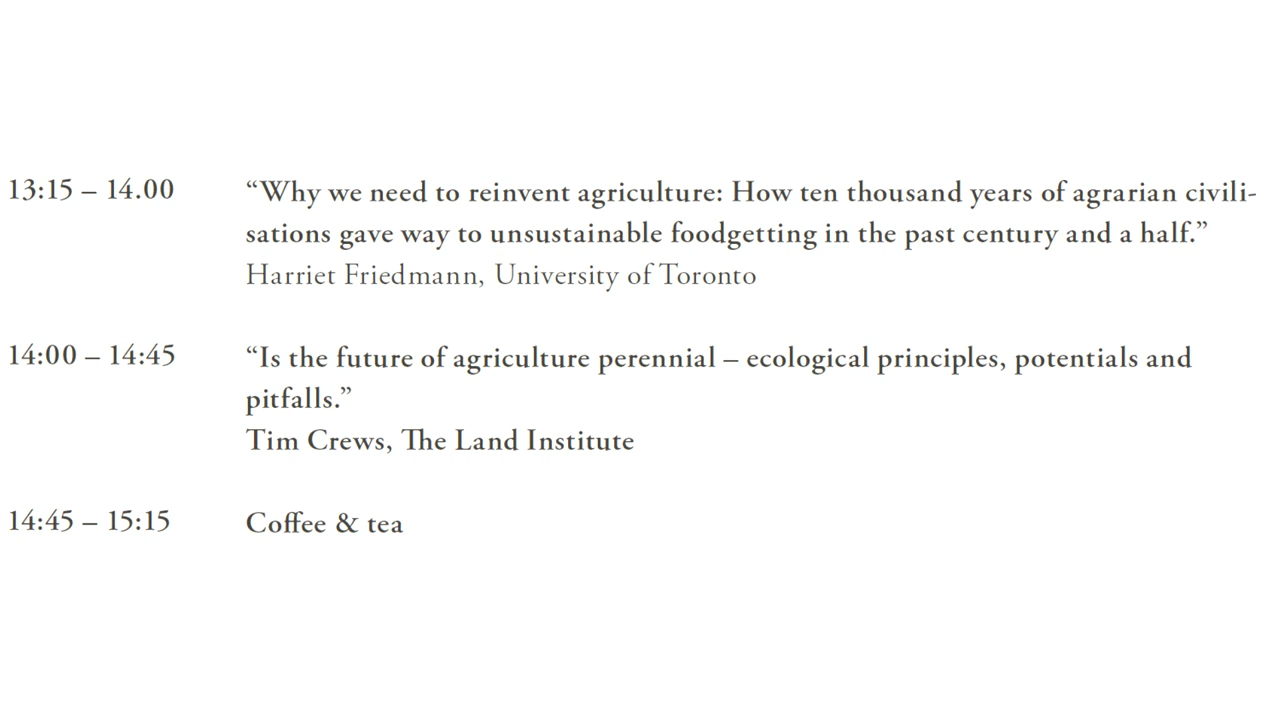 13:15 – 14.00 “Why we need to reinvent agriculture: How ten thousand years of agrarian civili-
sations gave way to unsustainable foodgetting in the past century and a half.”
Harriet Friedmann, University of Toronto
14:00 – 14:45 “Is the future of agriculture perennial – ecological principles, potentials and
pitfalls.”
Tim Crews, The Land Institute
14:45 – 15:15 Coffee & tea